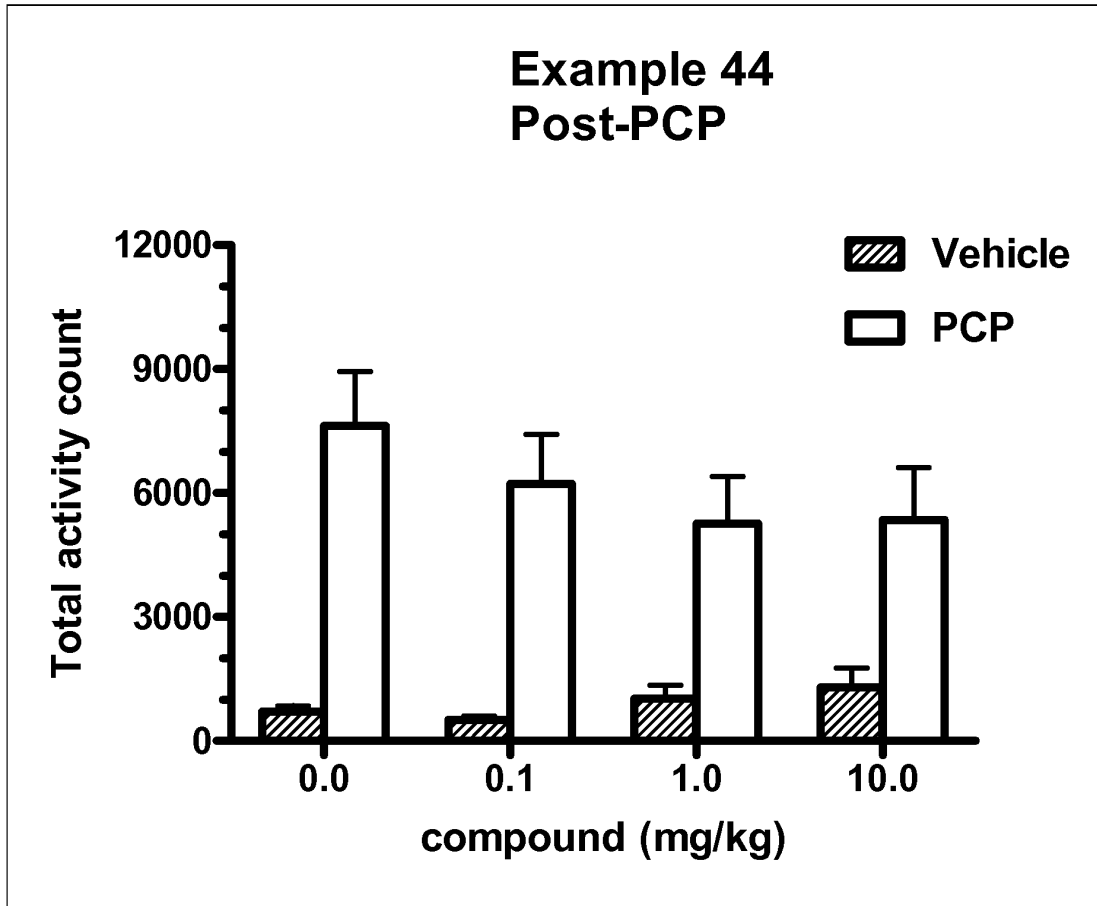 Example 44
Post-PCP
Vehicle
PCP
Total activity count
12000
9000
6000
3000
0
0.0
0.1
1.0
10.0
compound (mg/kg)